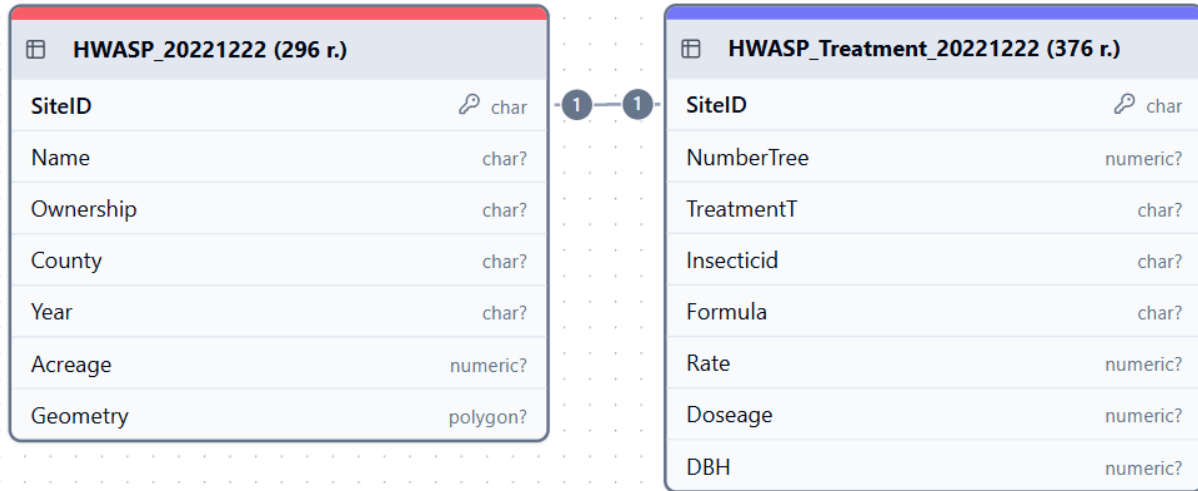 HWASP_20221222 (296 r.)
SiteID char
Name char?
Ownership char?
County char?
Year char?
Acreage numeric?
Geometry polygon?
1 1
HWASP_Treatment_20221222 (376 r.)
SiteID char
NumberTree numeric?
TreatmentT char?
Insecticid char?
Formula char?
Rate numeric?
Doseage numeric?
DBH numeric?